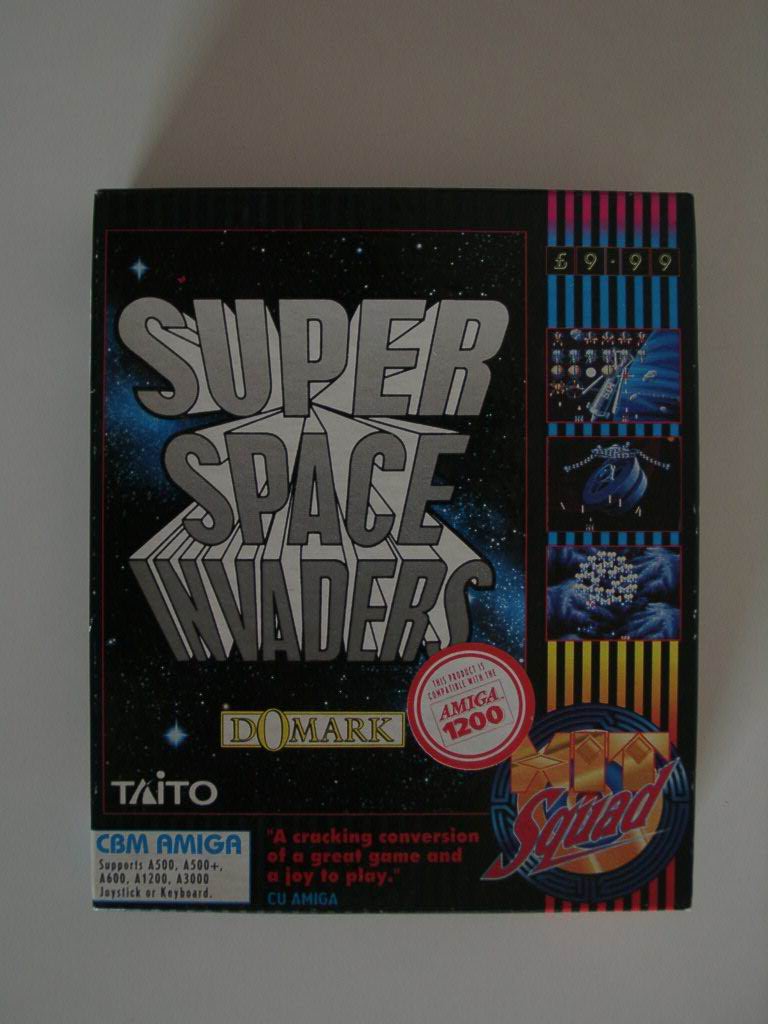 £9.99
SUPER
SPACE
INVADERS
THIS PRODUCT IS
COMPATIBLE WITH THE
AMIGA
1200
DOMARK
TAITO
HIT
Squad
CBM AMIGA
Supports A500, A500+,
A600, A1200, A3000
Joystick or Keyboard.
"A cracking conversion
of a great game and
a joy to play."
CU AMIGA